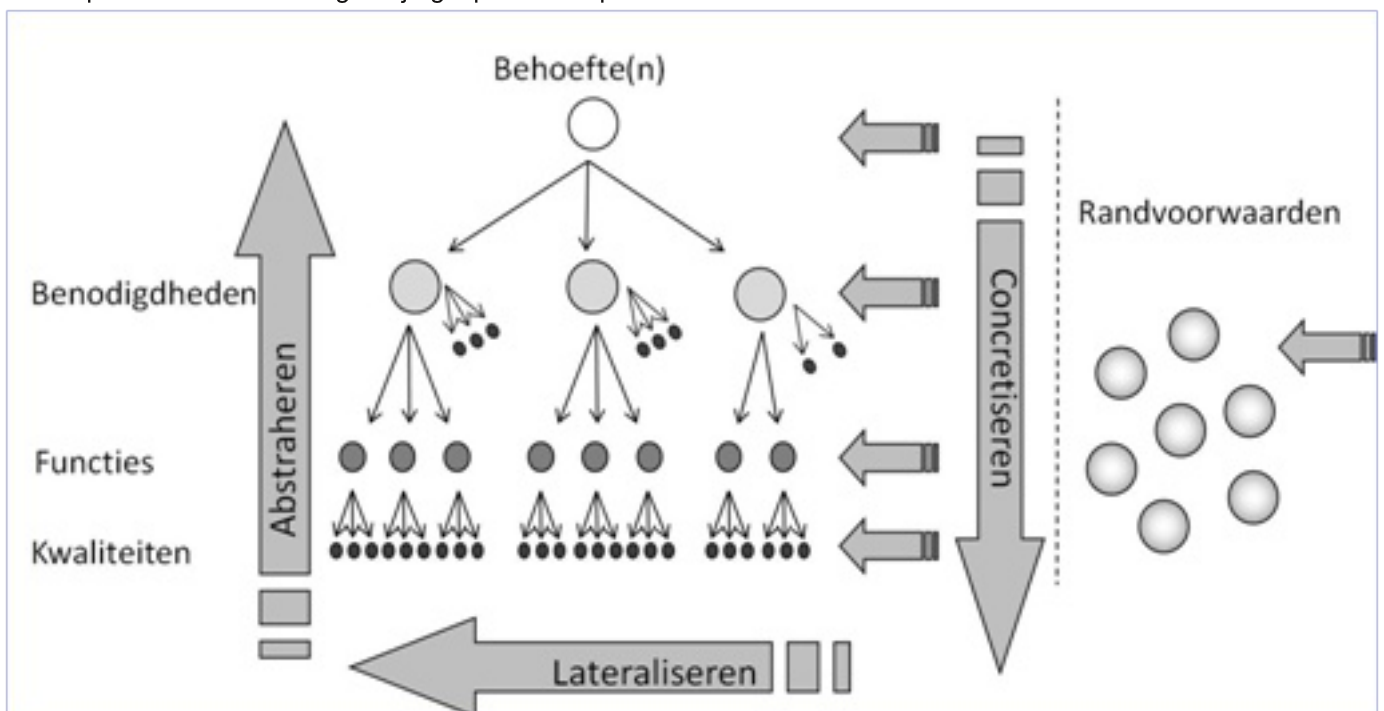 Behoefte(n)
Randvoorwaarden
Benodigdheden
Concretiseren
Abstraheren
Functies
Kwaliteiten
Lateraliseren